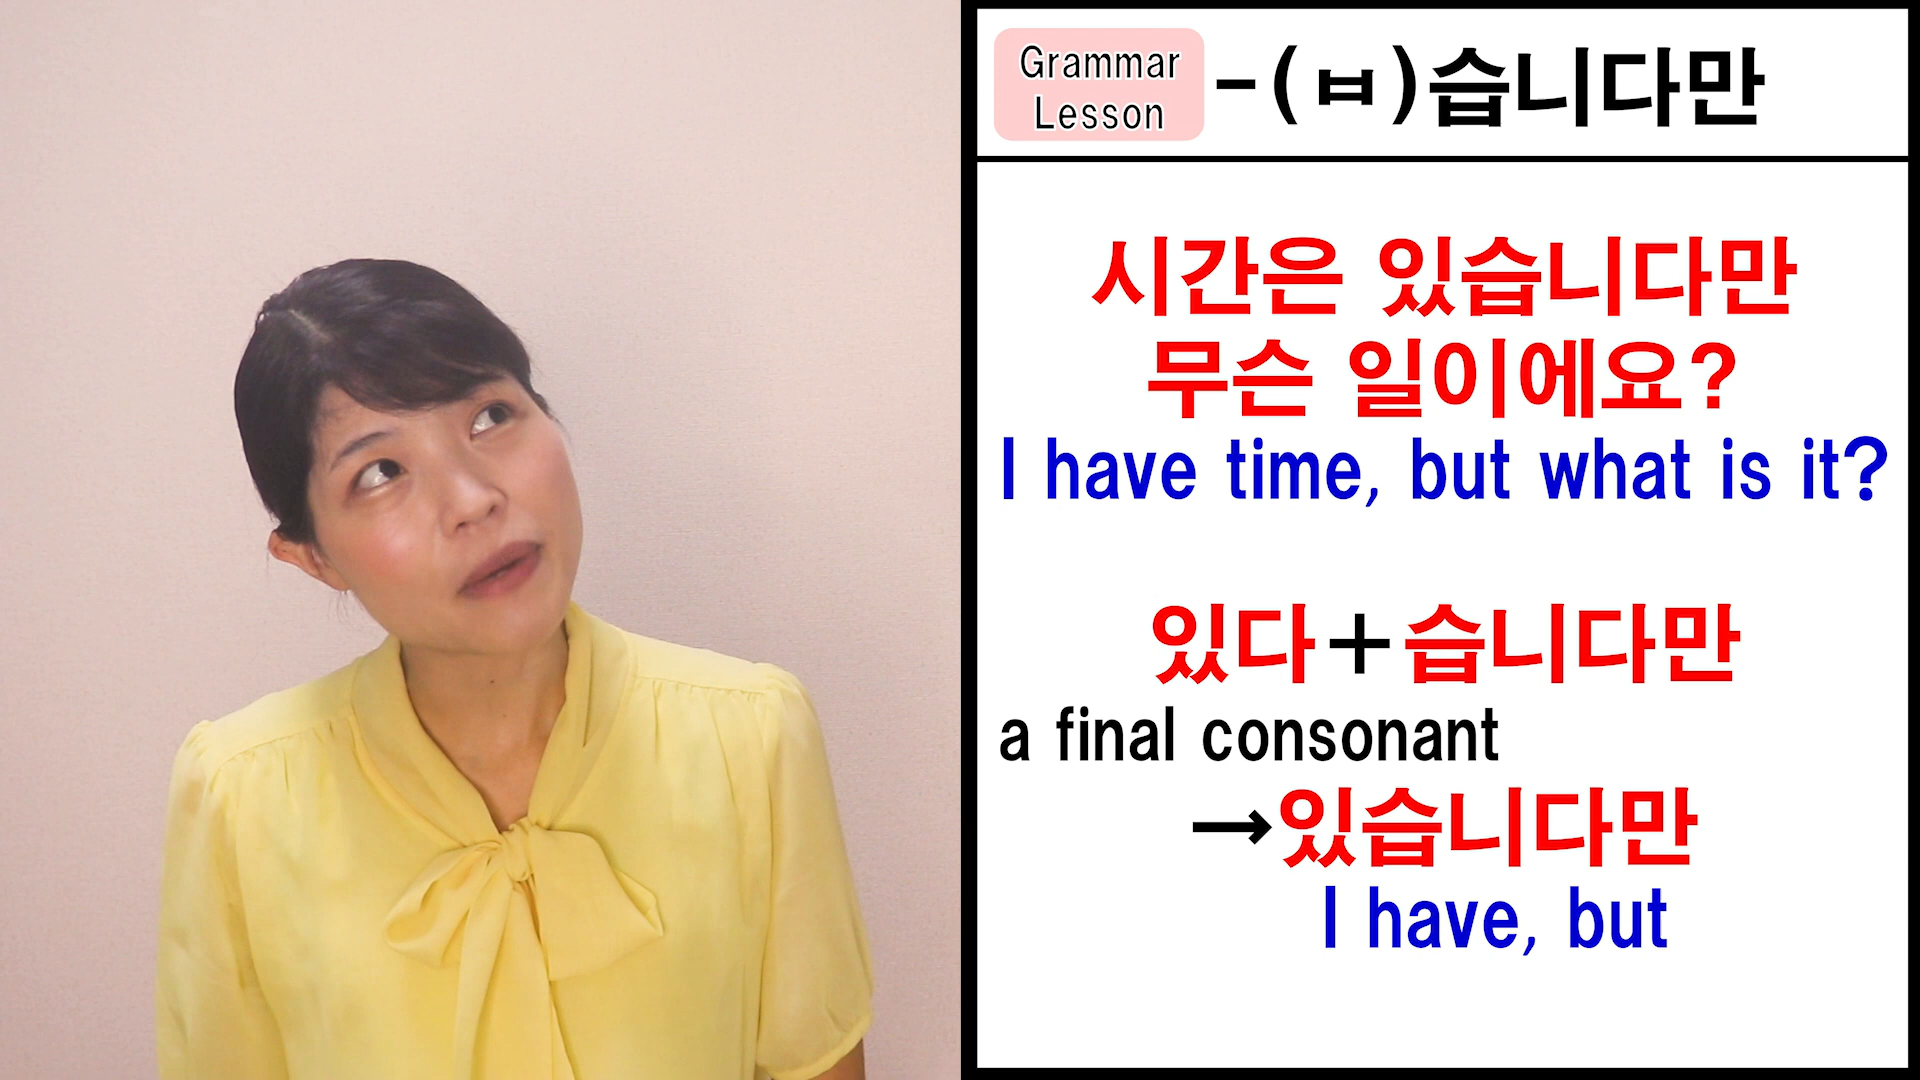 Grammar
Lesson
-(ㅂ)습니다만
시간은 있습니다만
무슨 일이에요?
I have time, but what is it?
있다+습니다만
a final consonant
→있습니다만
I have, but